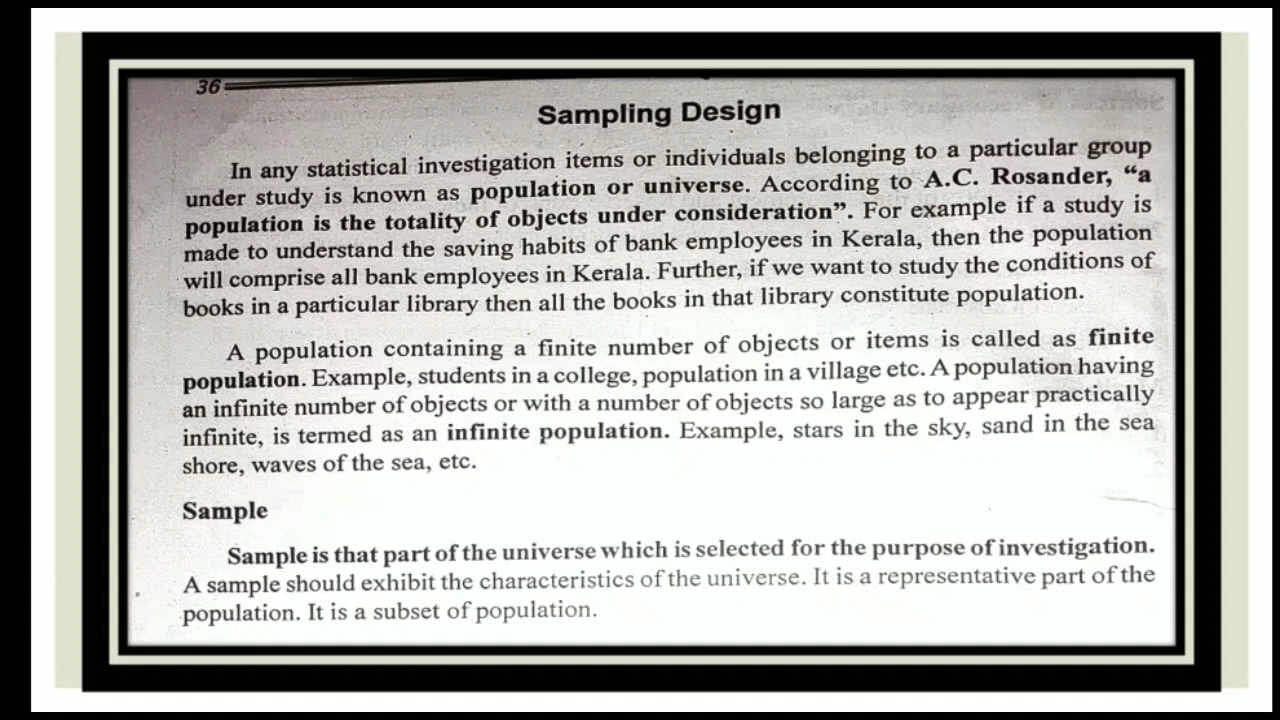 36
Sampling Design
In any statistical investigation items or individuals belonging to a particular group
under study is known as population or universe. According to A.C. Rosander, “a
population is the totality of objects under consideration”. For example if a study is
made to understand the saving habits of bank employees in Kerala, then the population
will comprise all bank employees in Kerala. Further, if we want to study the conditions of
books in a particular library then all the books in that library constitute population.
A population containing a finite number of objects or items is called as finite
population. Example, students in a college, population in a village etc. A population having
an infinite number of objects or with a number of objects so large as to appear practically
infinite, is termed as an infinite population. Example, stars in the sky, sand in the sea
shore, waves of the sea, etc.
Sample
Sample is that part of the universe which is selected for the purpose of investigation.
A sample should exhibit the characteristics of the universe. It is a representative part of the
population. It is a subset of population.